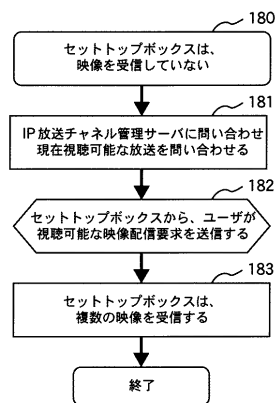 180
セットトップボックスは、
映像を受信していない
181
IP放送チャネル管理サーバに問い合わせ
現在視聴可能な放送を問い合わせる
182
セットトップボックスから、ユーザが
視聴可能な映像配信要求を送信する
183
セットトップボックスは、
複数の映像を受信する
終了